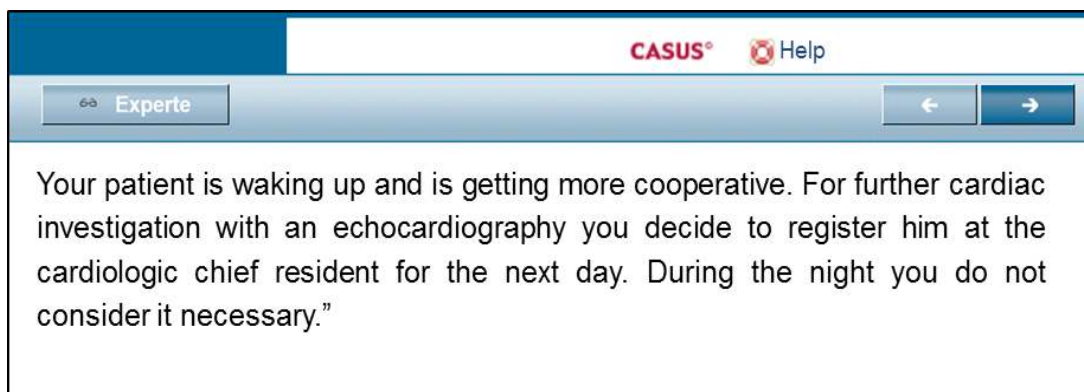 CASUS® Help
Experte
Your patient is waking up and is getting more cooperative. For further cardiac
investigation with an echocardiography you decide to register him at the
cardiologic chief resident for the next day. During the night you do not
consider it necessary.”